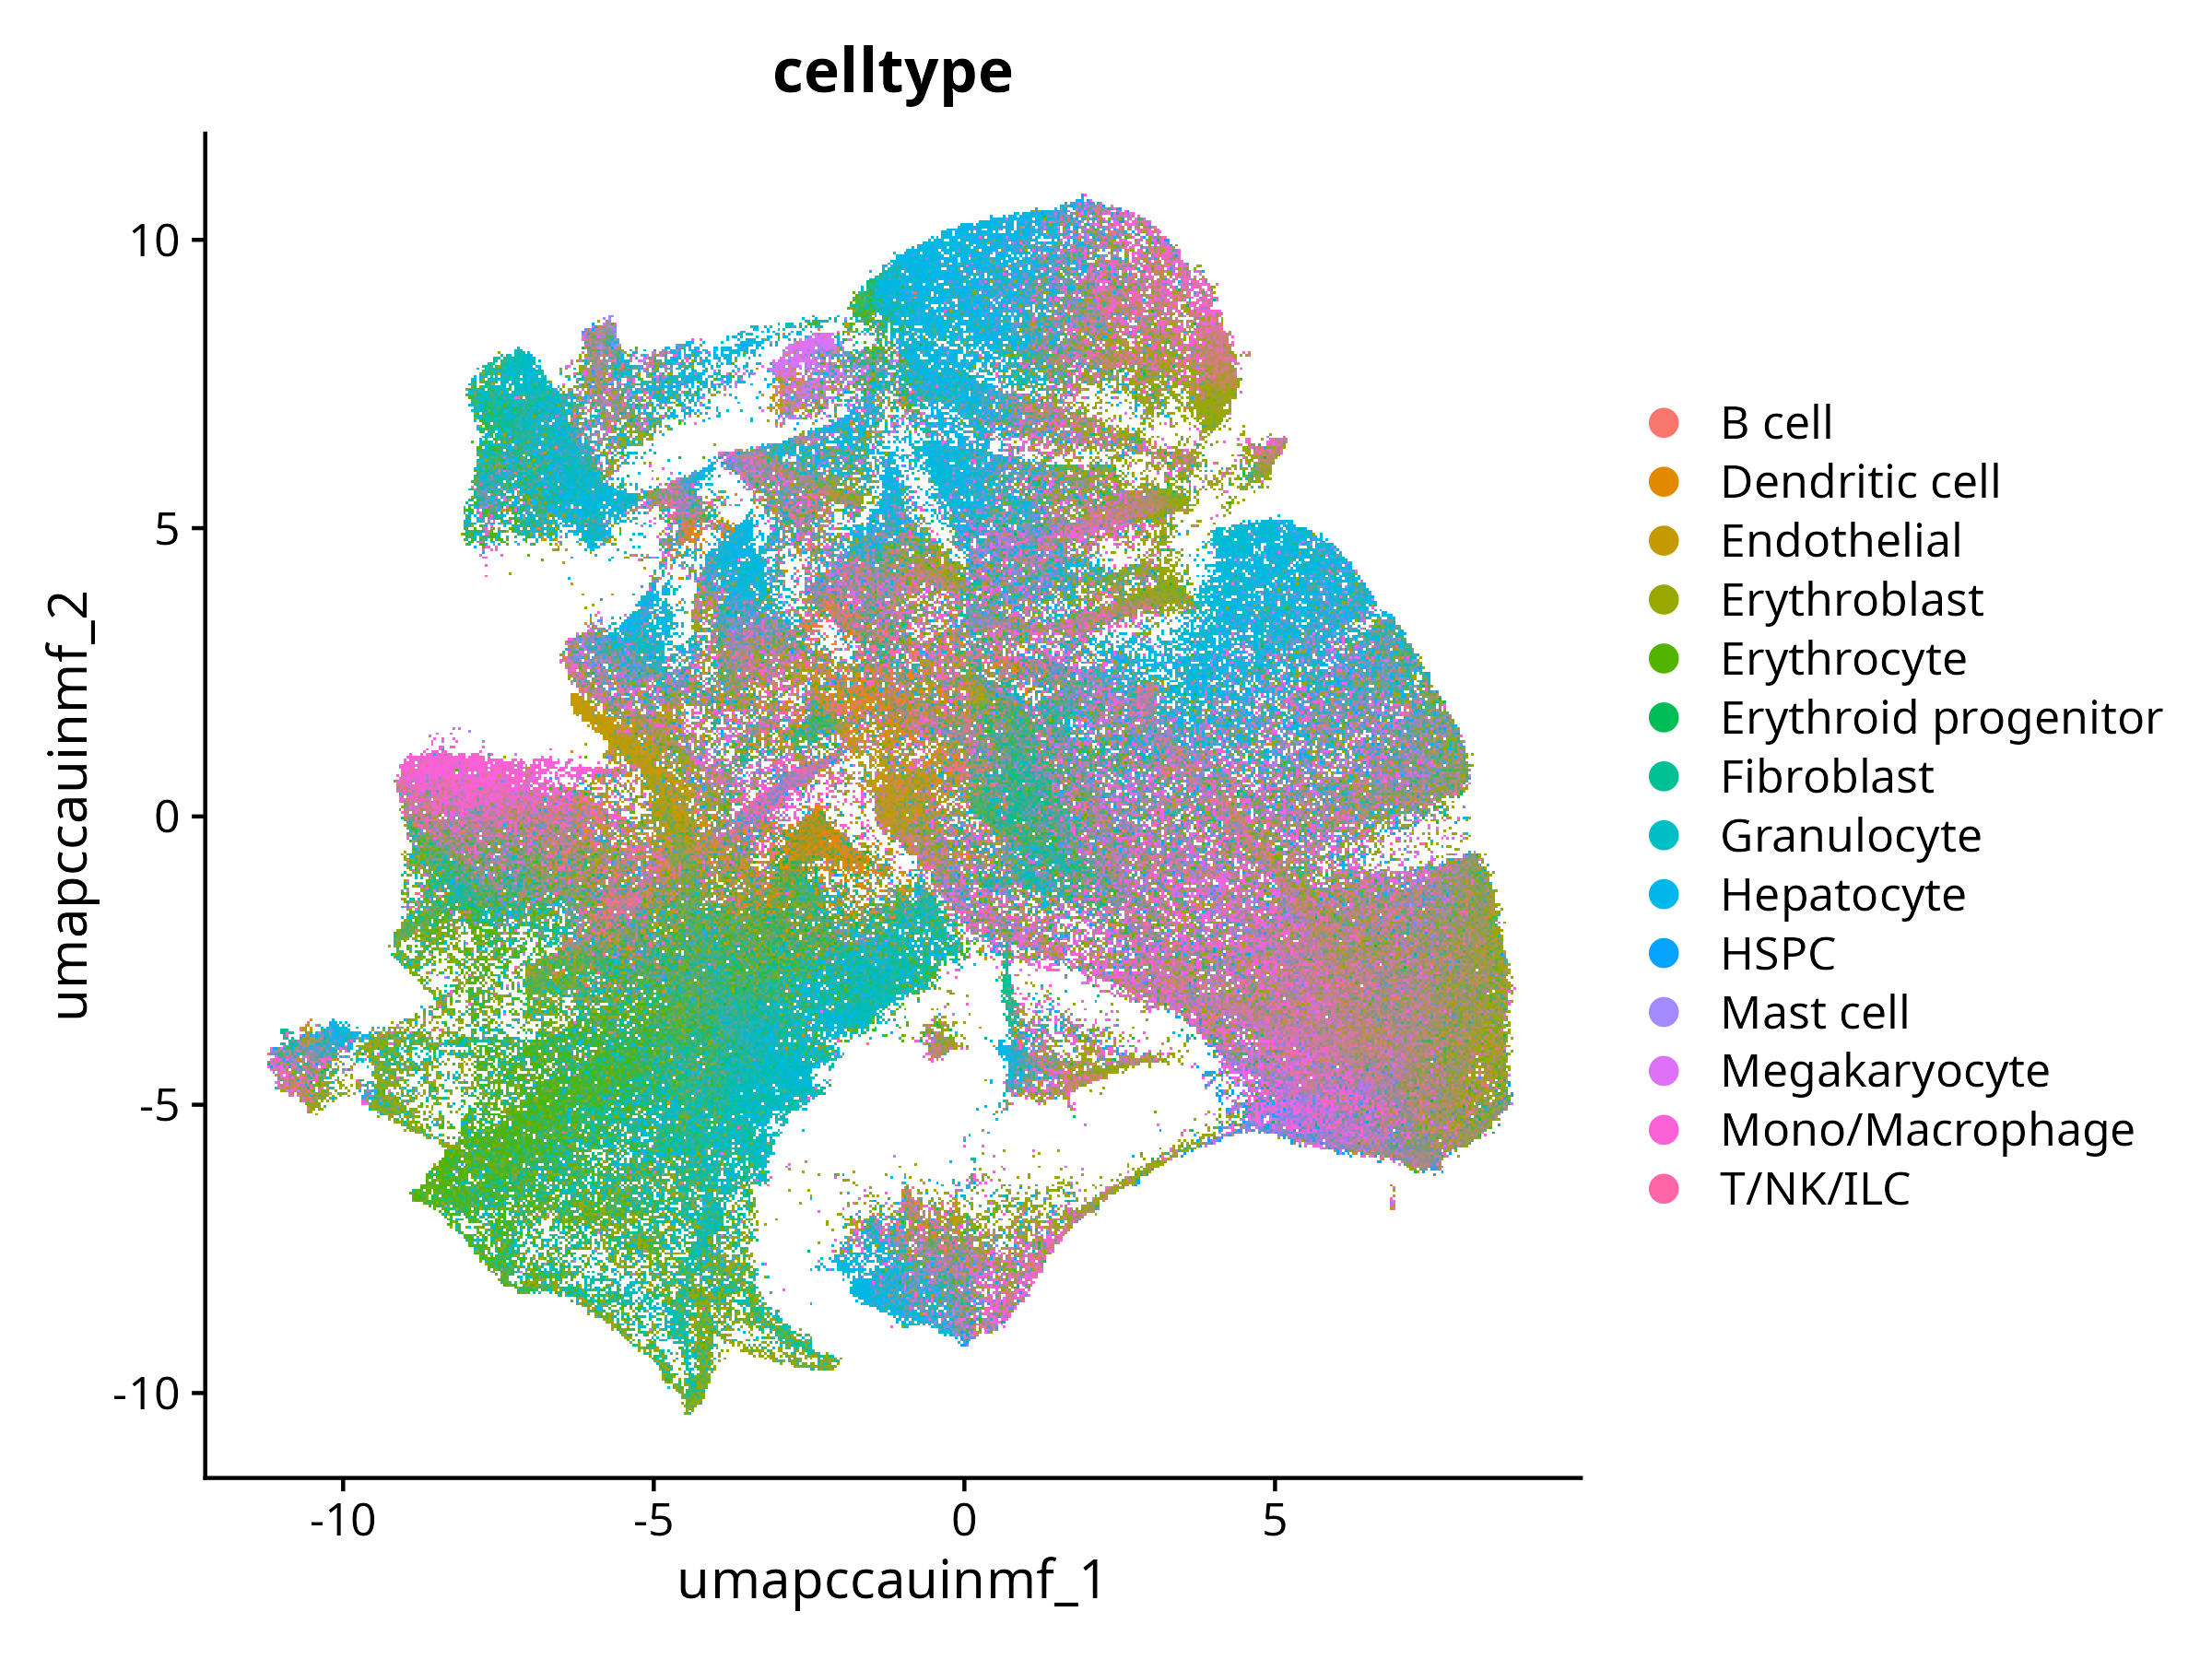 celltype
10
5
0
-5
-10
umapccauinmf_2
-10
-5
0
5
umapccauinmf_1
B cell
Dendritic cell
Endothelial
Erythroblast
Erythrocyte
Erythroid progenitor
Fibroblast
Granulocyte
Hepatocyte
HSPC
Mast cell
Megakaryocyte
Mono/Macrophage
T/NK/ILC